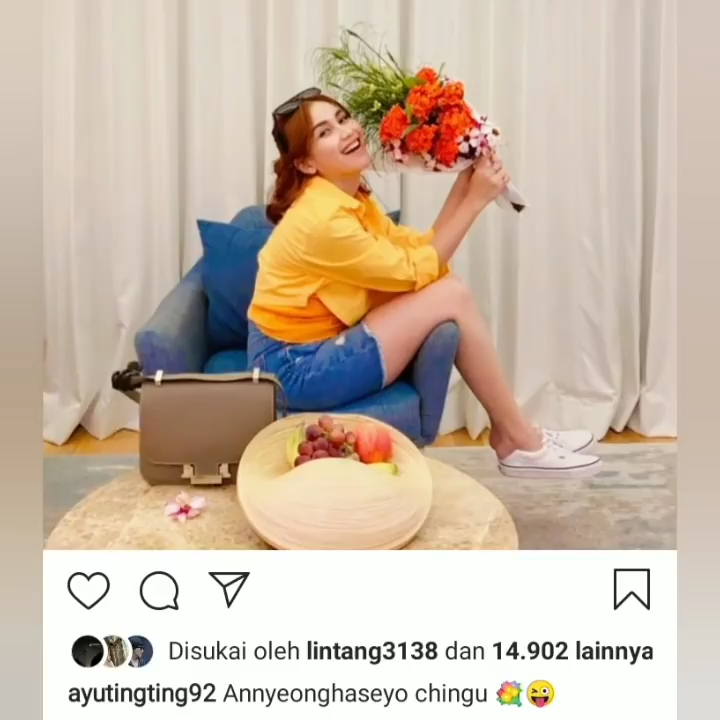 Disukai oleh lintang3138 dan 14.902 lainnya
ayutingting92 Annyeonghaseyo chingu 💐😜